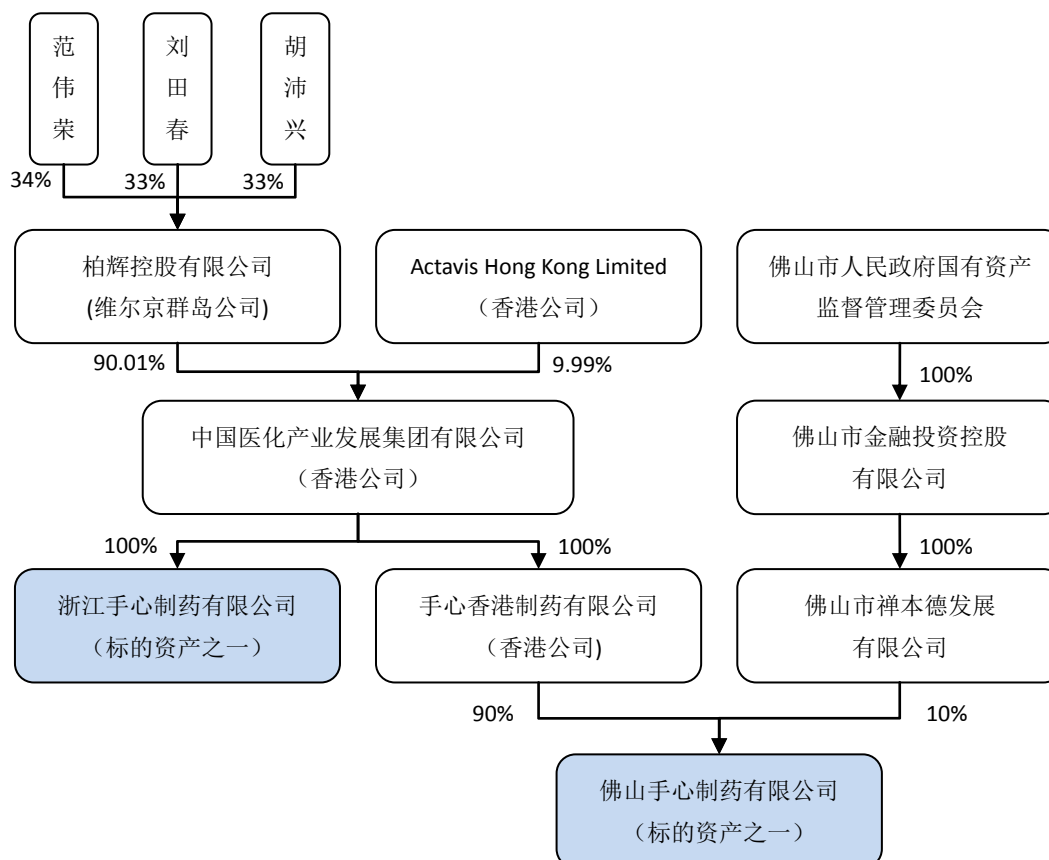 范伟荣
刘田春
胡沛兴
34%
33%
33%
柏辉控股有限公司
(维尔京群岛公司)
Actavis Hong Kong Limited
（香港公司）
佛山市人民政府国有资产
监督管理委员会
90.01%
9.99%
100%
中国医化产业发展集团有限公司
（香港公司）
佛山市金融投资控股
有限公司
100%
100%
100%
浙江手心制药有限公司
（标的资产之一）
手心香港制药有限公司
（香港公司)
佛山市禅本德发展
有限公司
90%
10%
佛山手心制药有限公司
（标的资产之一）